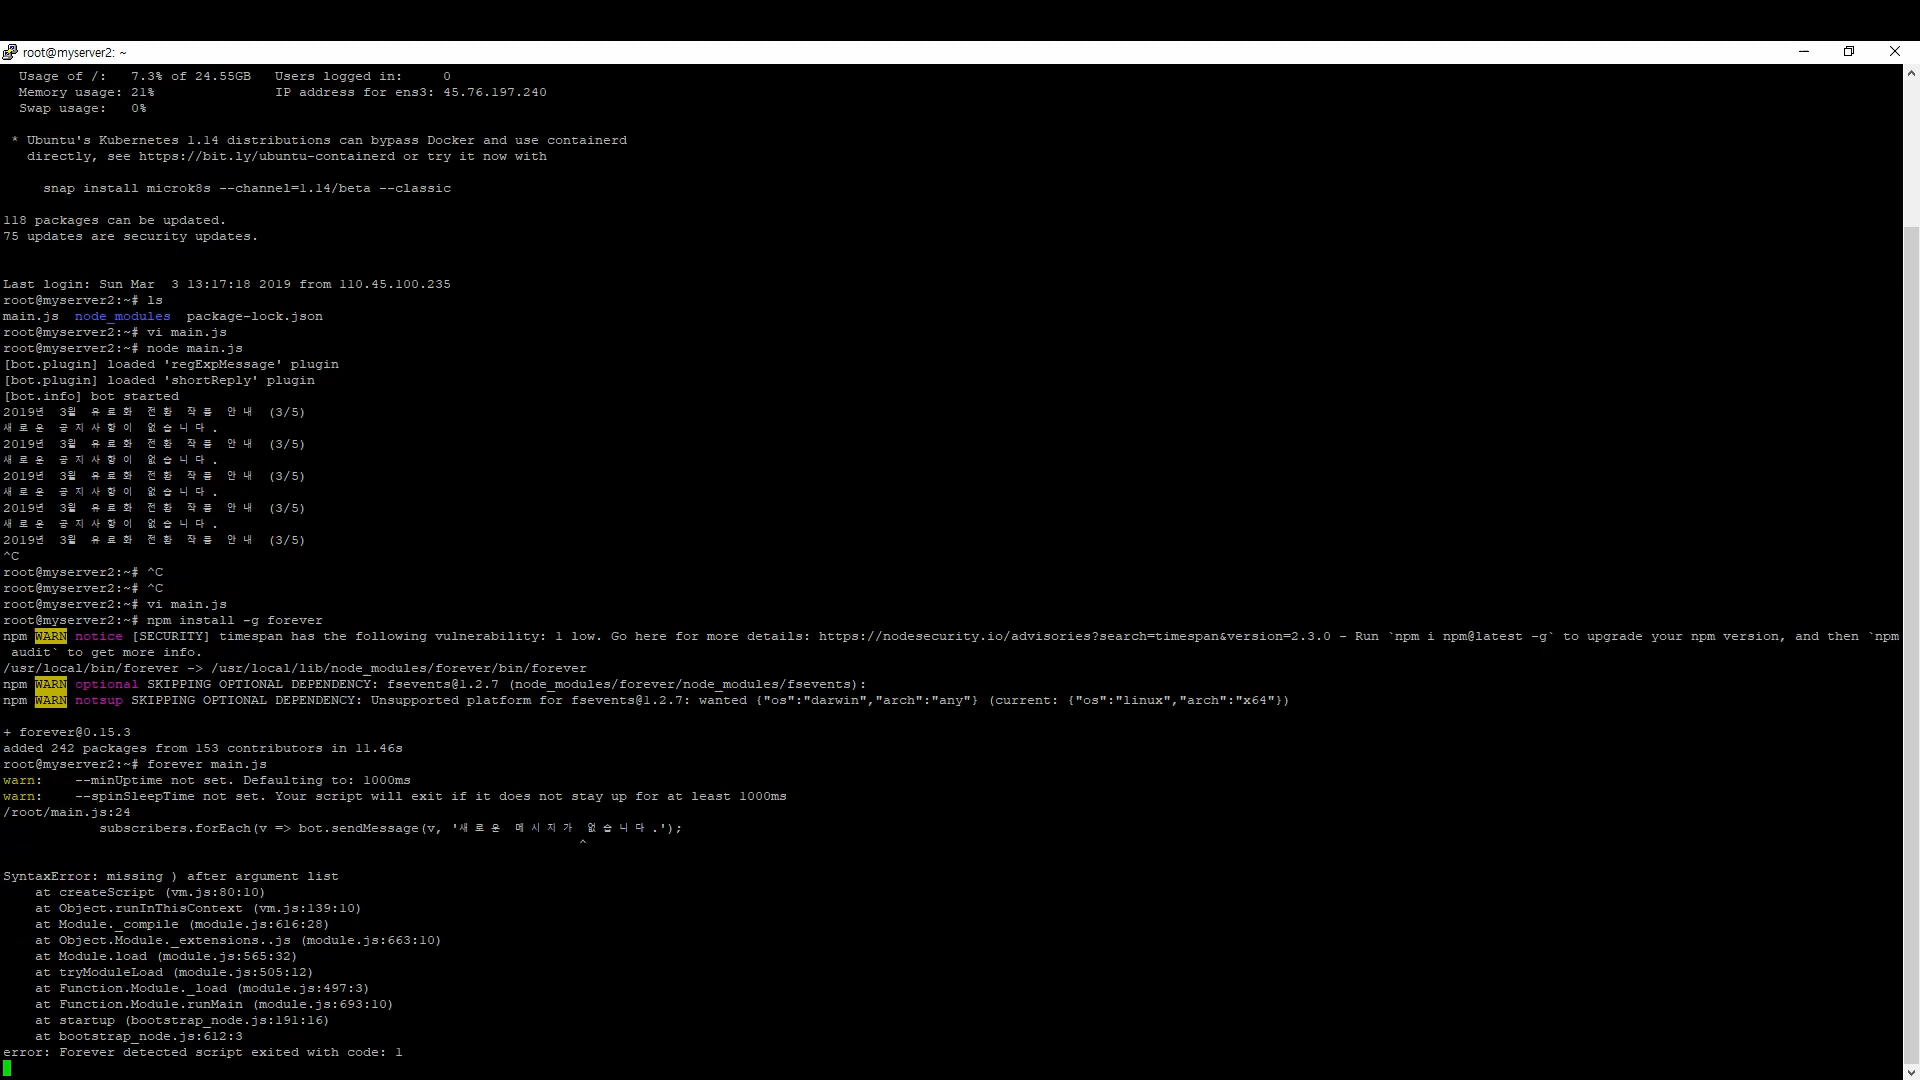 root@myserver2: ~
Usage of /:   7.3% of 24.55GB   Users logged in:     0
Memory usage: 21%               IP address for ens3: 45.76.197.240
Swap usage:   0%
* Ubuntu's Kubernetes 1.14 distributions can bypass Docker and use containerd
directly, see https://bit.ly/ubuntu-containerd or try it now with
snap install microk8s --channel=1.14/beta --classic
118 packages can be updated.
75 updates are security updates.
Last login: Sun Mar  3 13:17:18 2019 from 110.45.100.235
root@myserver2:~# ls
main.js  node_modules  package-lock.json
root@myserver2:~# vi main.js
root@myserver2:~# node main.js
[bot.plugin] loaded 'regExpMessage' plugin
[bot.plugin] loaded 'shortReply' plugin
[bot.info] bot started
2019년 3월 유료화 전환 작품 안내 (3/5)
새로운 공지사항이 없습니다.
2019년 3월 유료화 전환 작품 안내 (3/5)
새로운 공지사항이 없습니다.
2019년 3월 유료화 전환 작품 안내 (3/5)
새로운 공지사항이 없습니다.
2019년 3월 유료화 전환 작품 안내 (3/5)
새로운 공지사항이 없습니다.
2019년 3월 유료화 전환 작품 안내 (3/5)
^C
root@myserver2:~# ^C
root@myserver2:~# ^C
root@myserver2:~# vi main.js
root@myserver2:~# npm install -g forever
npm WARN notice [SECURITY] timespan has the following vulnerability: 1 low. Go here for more details: https://nodesecurity.io/advisories?search=timespan&version=2.3.0 - Run `npm i npm@latest -g` to upgrade your npm version, and then `npm
audit` to get more info.
/usr/local/bin/forever -> /usr/local/lib/node_modules/forever/bin/forever
npm WARN optional SKIPPING OPTIONAL DEPENDENCY: fsevents@1.2.7 (node_modules/forever/node_modules/fsevents):
npm WARN notsup SKIPPING OPTIONAL DEPENDENCY: Unsupported platform for fsevents@1.2.7: wanted {"os":"darwin","arch":"any"} (current: {"os":"linux","arch":"x64"})
+ forever@0.15.3
added 242 packages from 153 contributors in 11.46s
root@myserver2:~# forever main.js
warn:    --minUptime not set. Defaulting to: 1000ms
warn:    --spinSleepTime not set. Your script will exit if it does not stay up for at least 1000ms
/root/main.js:24
subscribers.forEach(v => bot.sendMessage(v, '새로운 메시지가 없습니다.');
^
SyntaxError: missing ) after argument list
at createScript (vm.js:80:10)
at Object.runInThisContext (vm.js:139:10)
at Module._compile (module.js:616:28)
at Object.Module._extensions..js (module.js:663:10)
at Module.load (module.js:565:32)
at tryModuleLoad (module.js:505:12)
at Function.Module._load (module.js:497:3)
at Function.Module.runMain (module.js:693:10)
at startup (bootstrap_node.js:191:16)
at bootstrap_node.js:612:3
error: Forever detected script exited with code: 1